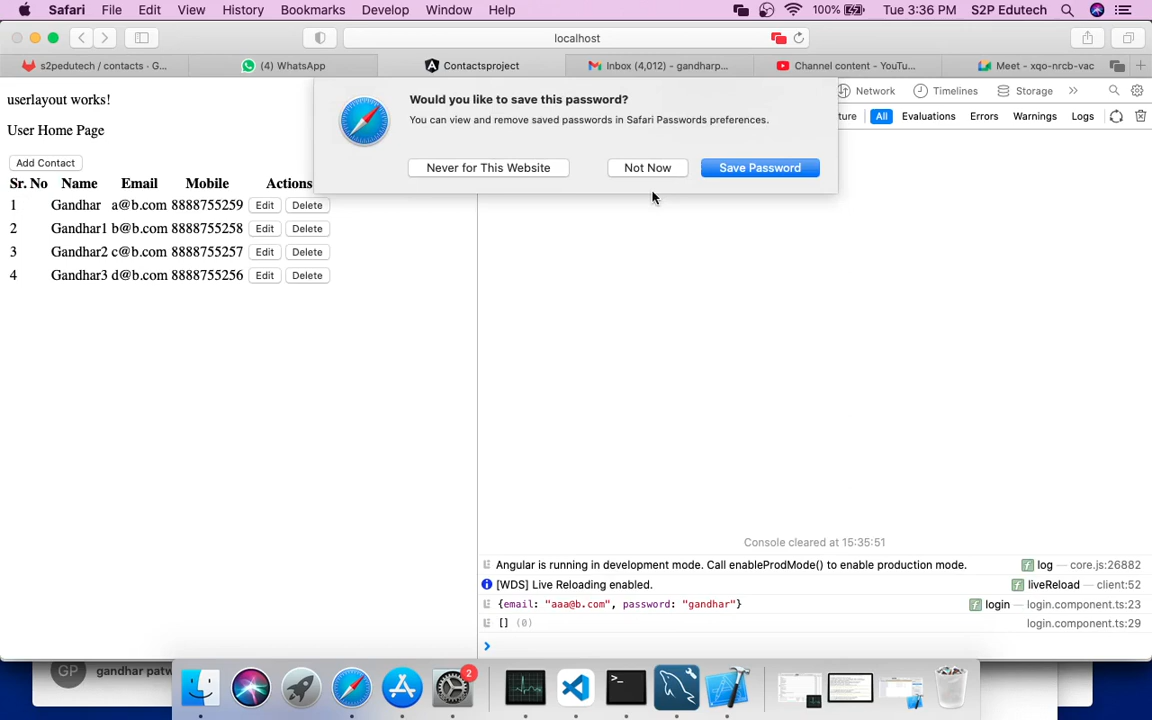 Safari File Edit View History Bookmarks Develop Window Help 100% Tue 3:36 PM S2P Edutech
localhost
s2pedutech / contacts · G... (4) WhatsApp Contactsproject Inbox (4,012) – gandharp... Channel content - YouTu... Meet – xqo-nrcb-vac
userlayout works!
User Home Page
Add Contact
Sr. No Name Email Mobile Actions
1 Gandhar a@b.com 8888755259 Edit Delete
2 Gandhar1 b@b.com 8888755258 Edit Delete
3 Gandhar2 c@b.com 8888755257 Edit Delete
4 Gandhar3 d@b.com 8888755256 Edit Delete
Would you like to save this password?
You can view and remove saved passwords in Safari Passwords preferences.
Never for This Website Not Now Save Password
Network Timelines Storage
ture All Evaluations Errors Warnings Logs
Console cleared at 15:35:51
Angular is running in development mode. Call enableProdMode() to enable production mode. f log — core.js:26882
[WDS] Live Reloading enabled. f liveReload — client:52
{email: "aaa@b.com", password: "gandhar"} f login — login.component.ts:23
[] (0) login.component.ts:29
GP gandhar patw
2